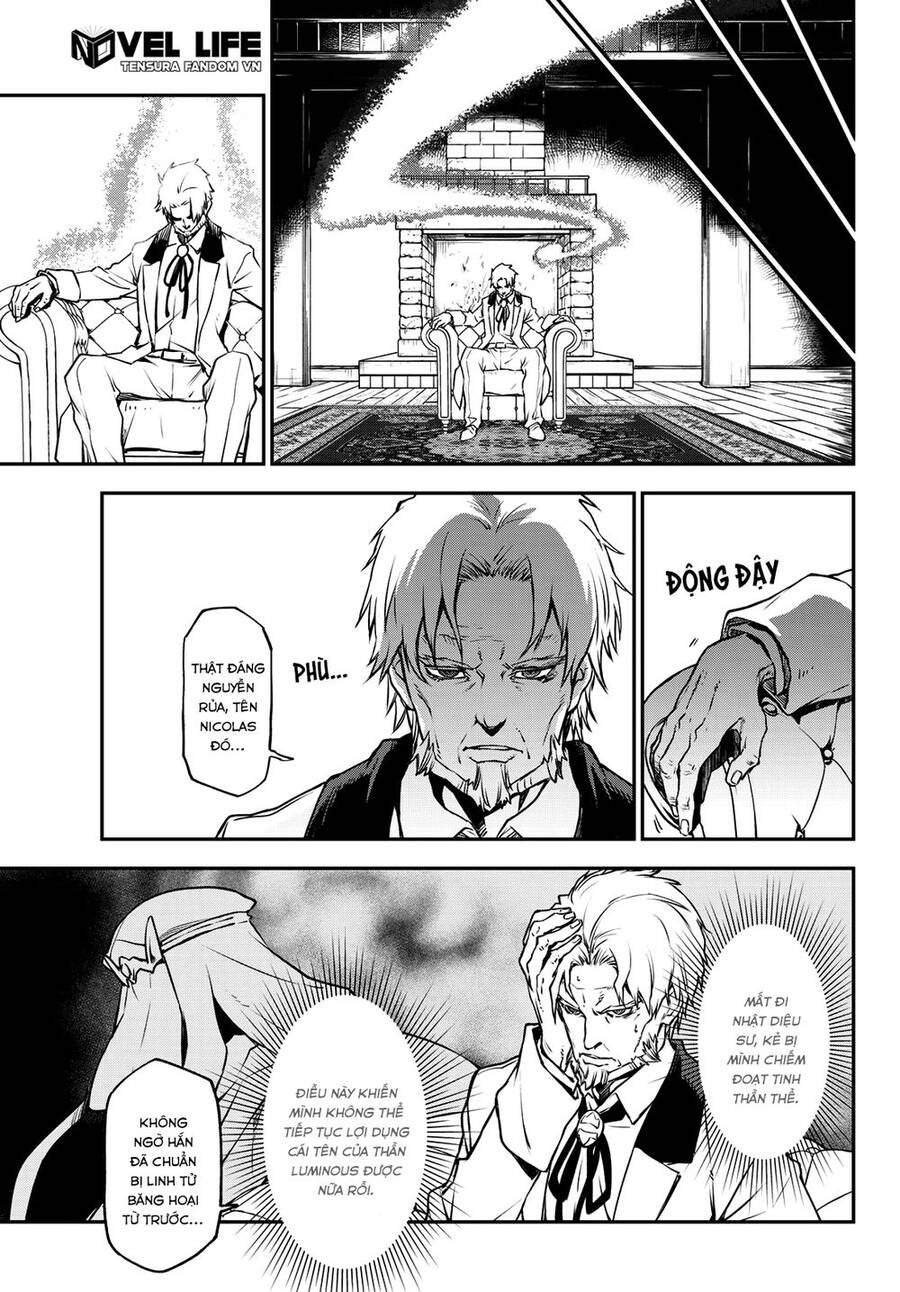 NOVEL LIFE
TENSURA FANDOM VN
ĐỘNG ĐẬY
PHÙ...
THẬT ĐÁNG
NGUYỀN
RỦA, TÊN
NICOLAS
ĐÓ...
MẤT ĐI
NHẬT DIỆU
SƯ, KẺ BỊ
MÌNH CHIẾM
ĐOẠT TINH
THẦN THỂ.
ĐIỀU NÀY KHIẾN
MÌNH KHÔNG THỂ
TIẾP TỤC LỢI DỤNG
CÁI TÊN CỦA THẦN
LUMINOUS ĐƯỢC
NỮA RỒI.
KHÔNG
NGỜ HẮN
ĐÃ CHUẨN
BỊ LINH TỬ
BĂNG HOẠI
TỪ TRƯỚC...